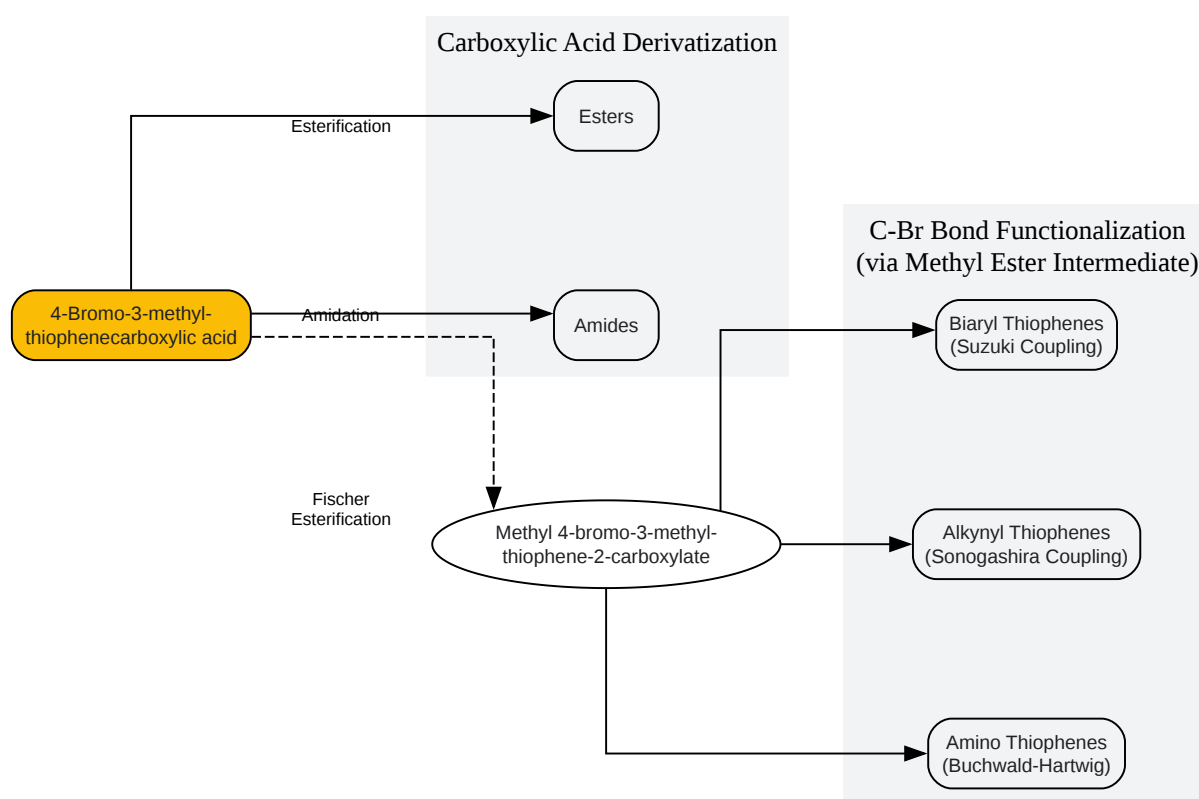 Carboxylic Acid Derivatization
Esterification
Esters
C-Br Bond Functionalization
(via Methyl Ester Intermediate)
4-Bromo-3-methyl-
thiophenecarboxylic acid
Amidation
Amides
Biaryl Thiophenes
(Suzuki Coupling)
Fischer
Esterification
Methyl 4-bromo-3-methyl-
thiophene-2-carboxylate
Alkynyl Thiophenes
(Sonogashira Coupling)
Amino Thiophenes
(Buchwald-Hartwig)